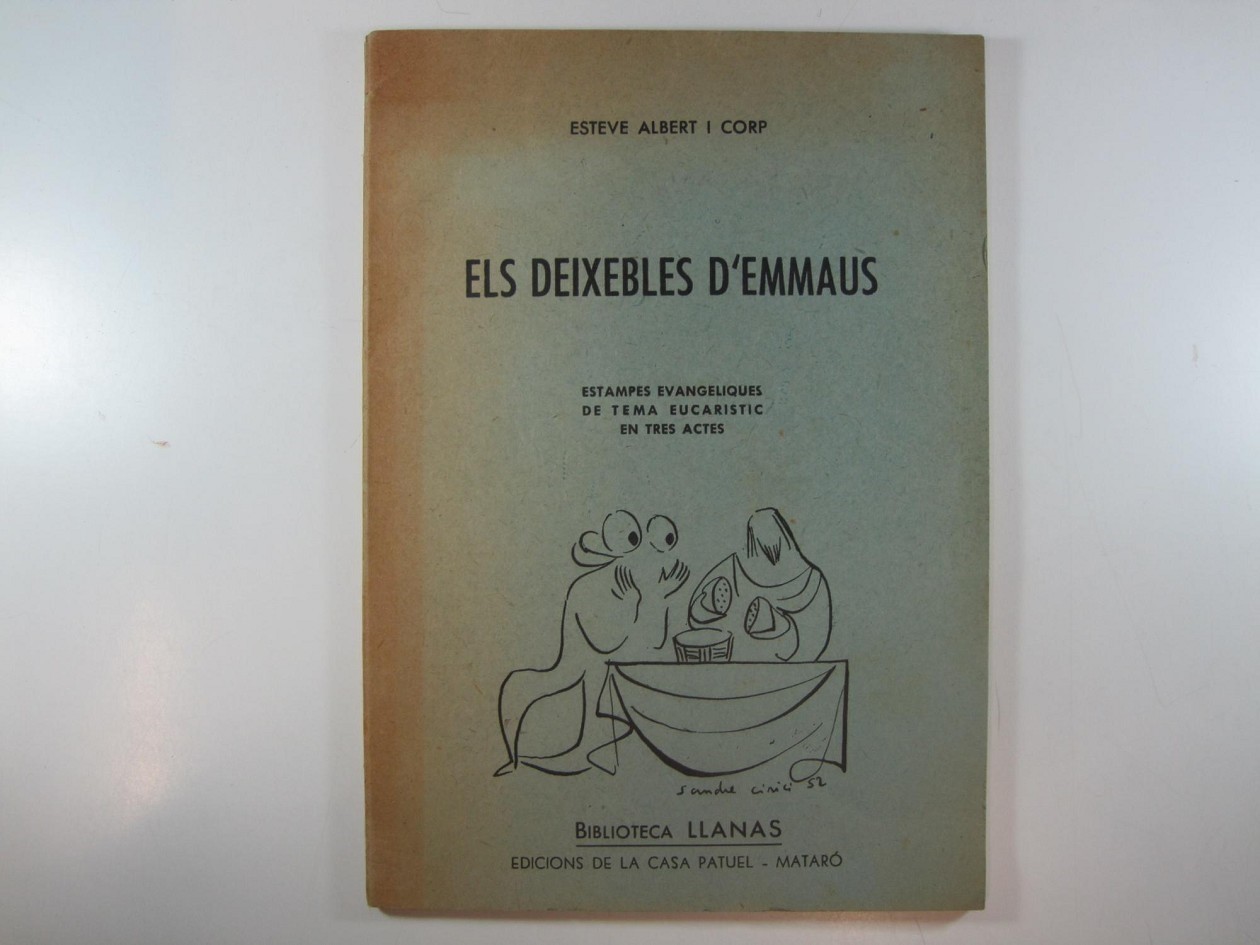 ESTEVE ALBERT I CORP
ELS DEIXEBLES D'EMMAUS
ESTAMPES EVANGELIQUES
DE TEMA EUCARISTIC
EN TRES ACTES
sandre cirici 52
BIBLIOTECA LLANAS
EDICIONS DE LA CASA PATUEL - MATARÓ